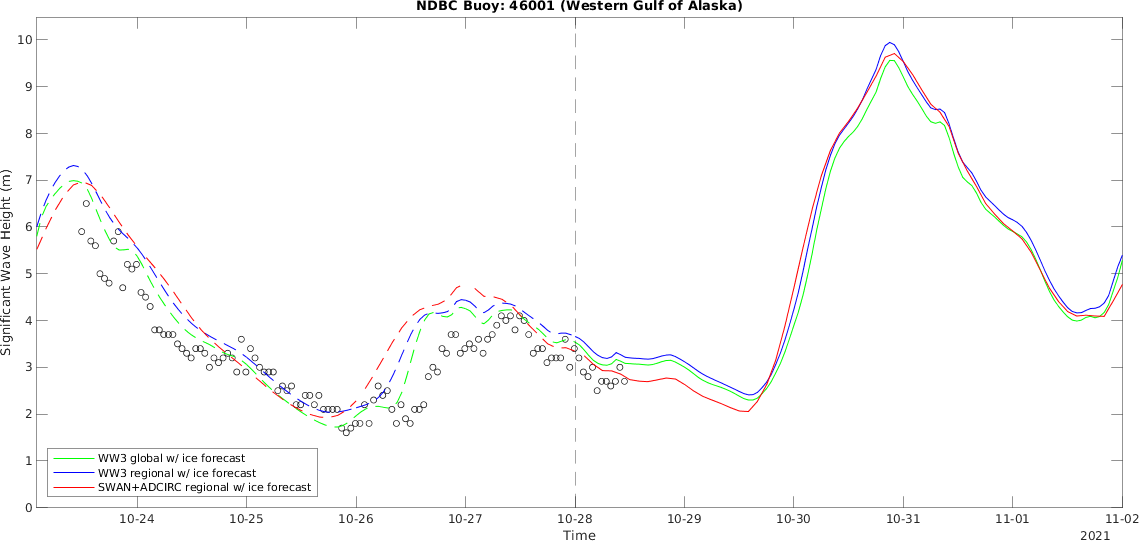 NDBC Buoy: 46001 (Western Gulf of Alaska)
Significant Wave Height (m)
10
9
8
7
6
5
4
3
2
1
0
WW3 global w/ ice forecast
WW3 regional w/ ice forecast
SWAN+ADCIRC regional w/ ice forecast
10-24 10-25 10-26 10-27 10-28 10-29 10-30 10-31 11-01 11-02
Time
2021